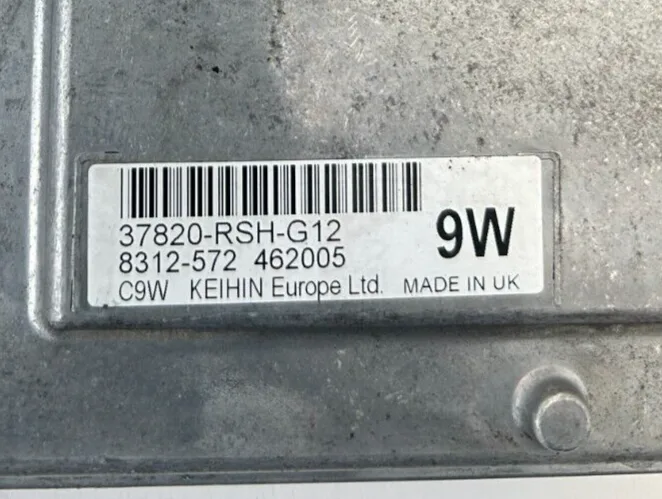 37820-RSH-G12
9W
8312-572 462005
C9W KEIHIN Europe Ltd. MADE IN UK